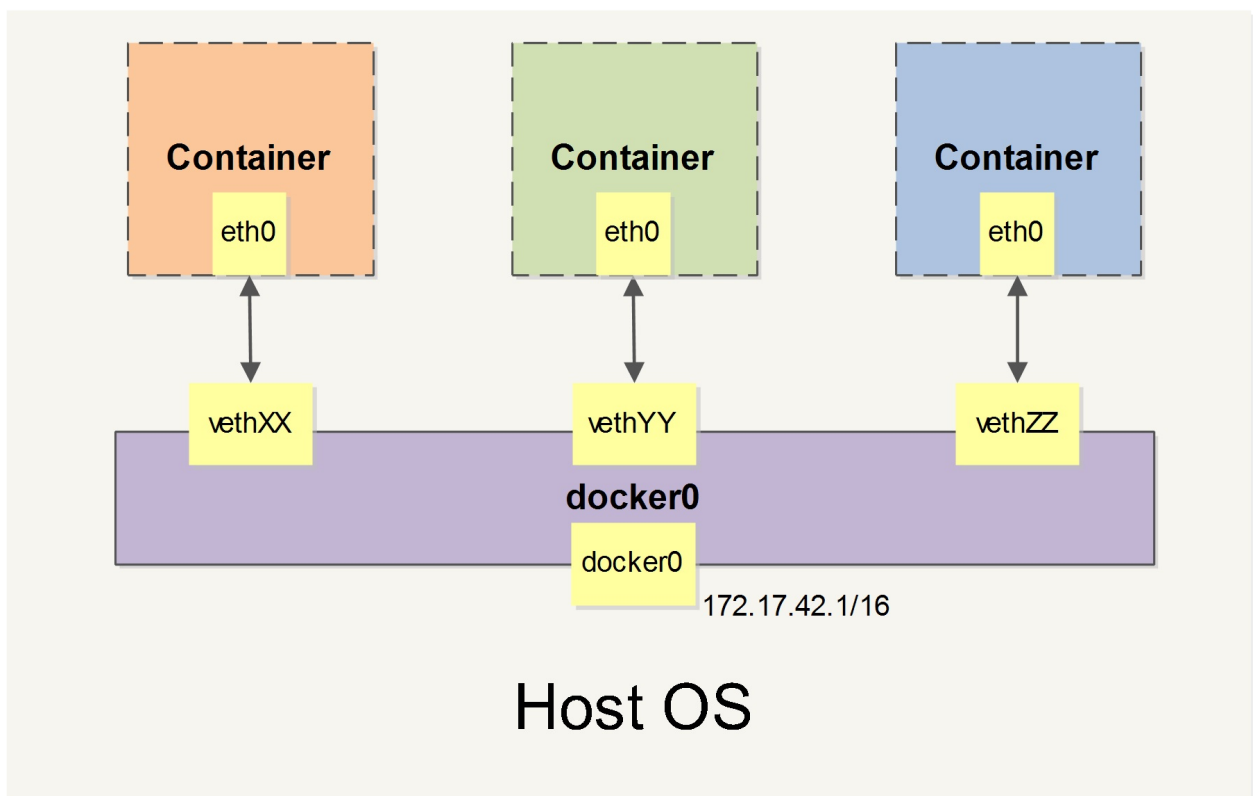 Container
Container
Container
eth0
eth0
eth0
vethXX
vethYY
vethZZ
docker0
docker0
172.17.42.1/16
Host OS